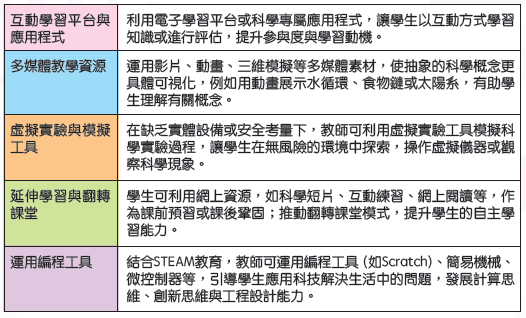 互動學習平台與
應用程式
利用電子學習平台或科學專屬應用程式，讓學生以互動方式學習
知識或進行評估，提升參與度與學習動機。
多媒體教學資源
運用影片、動畫、三維模擬等多媒體素材，使抽象的科學概念更
具體可視化，例如用動畫展示水循環、食物鏈或太陽系，有助學
生理解有關概念。
虛擬實驗與模擬
工具
在缺乏實體設備或安全考量下，教師可利用虛擬實驗工具模擬科
學實驗過程，讓學生在無風險的環境中探索，操作虛擬儀器或觀
察科學現象。
延伸學習與翻轉
課堂
學生可利用網上資源，如科學短片、互動練習、網上閱讀等，作
為課前預習或課後鞏固；推動翻轉課堂模式，提升學生的自主學
習能力。
運用編程工具
結合STEAM教育，教師可運用編程工具 (如Scratch)、簡易機械、
微控制器等，引導學生應用科技解決生活中的問題，發展計算思
維、創新思維與工程設計能力。